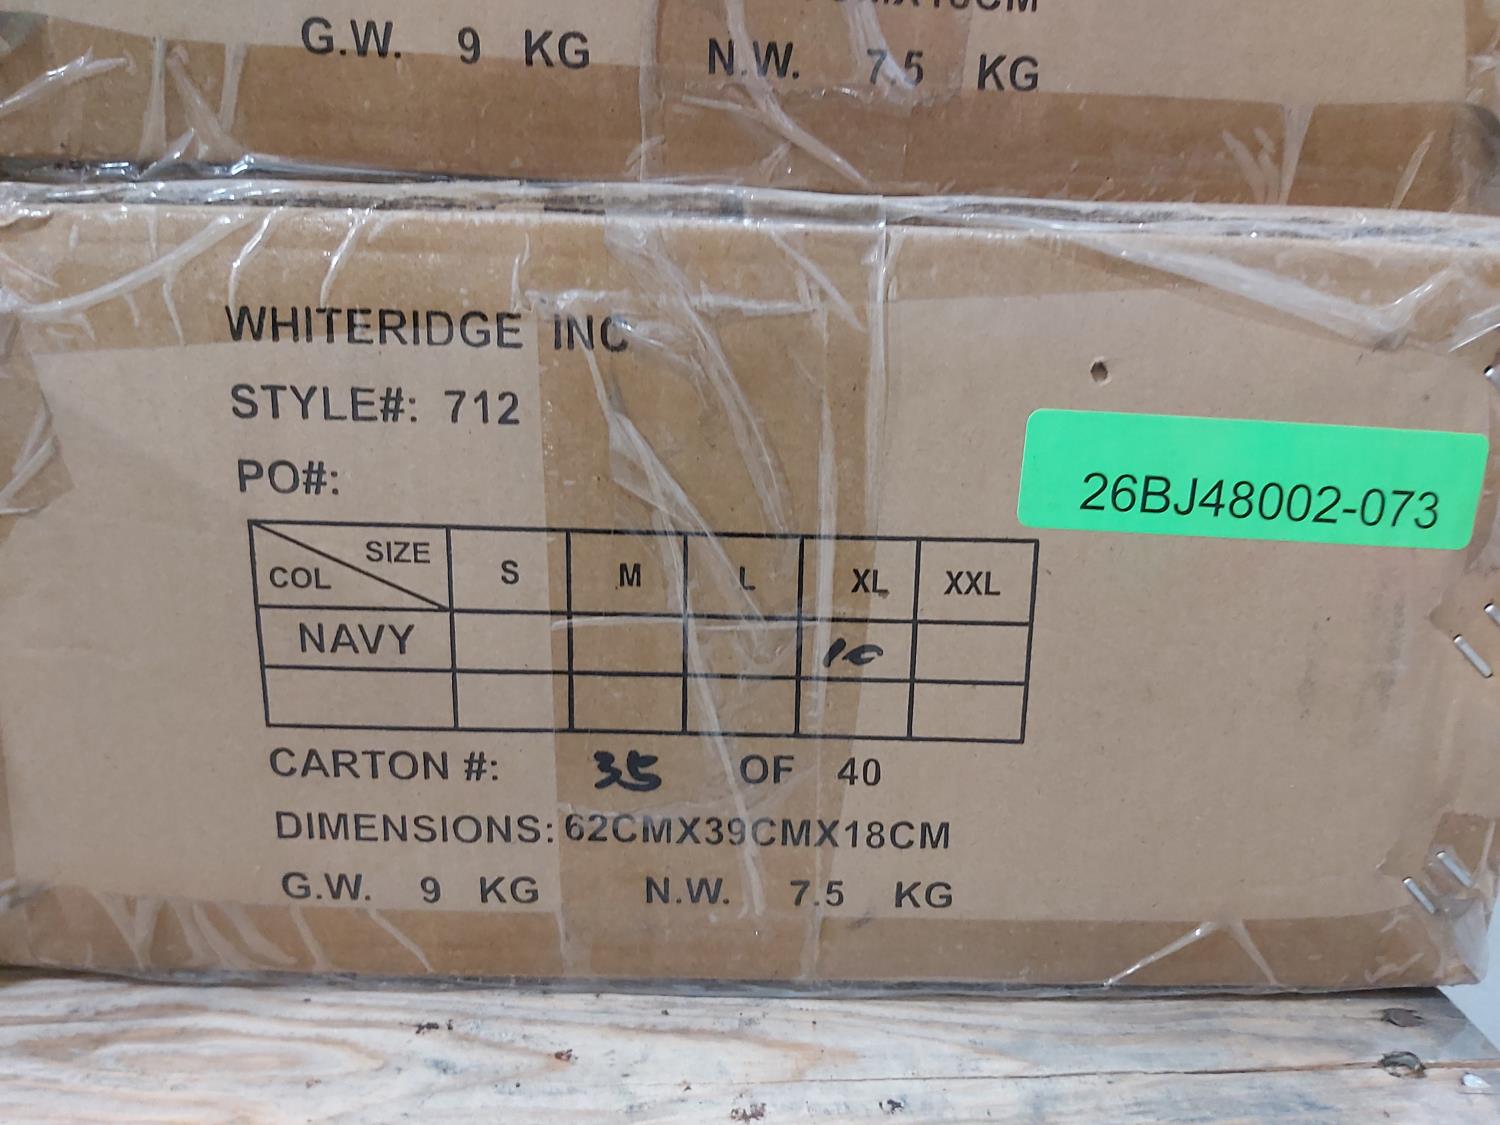 G.W. 9 KG N.W. 7.5 KG
WHITERIDGE INC
STYLE#: 712
PO#:
26BJ48002-073
SIZE
COL S M L XL XXL
NAVY 10
CARTON #: 35 OF 40
DIMENSIONS: 62CMX39CMX18CM
G.W. 9 KG N.W. 7.5 KG